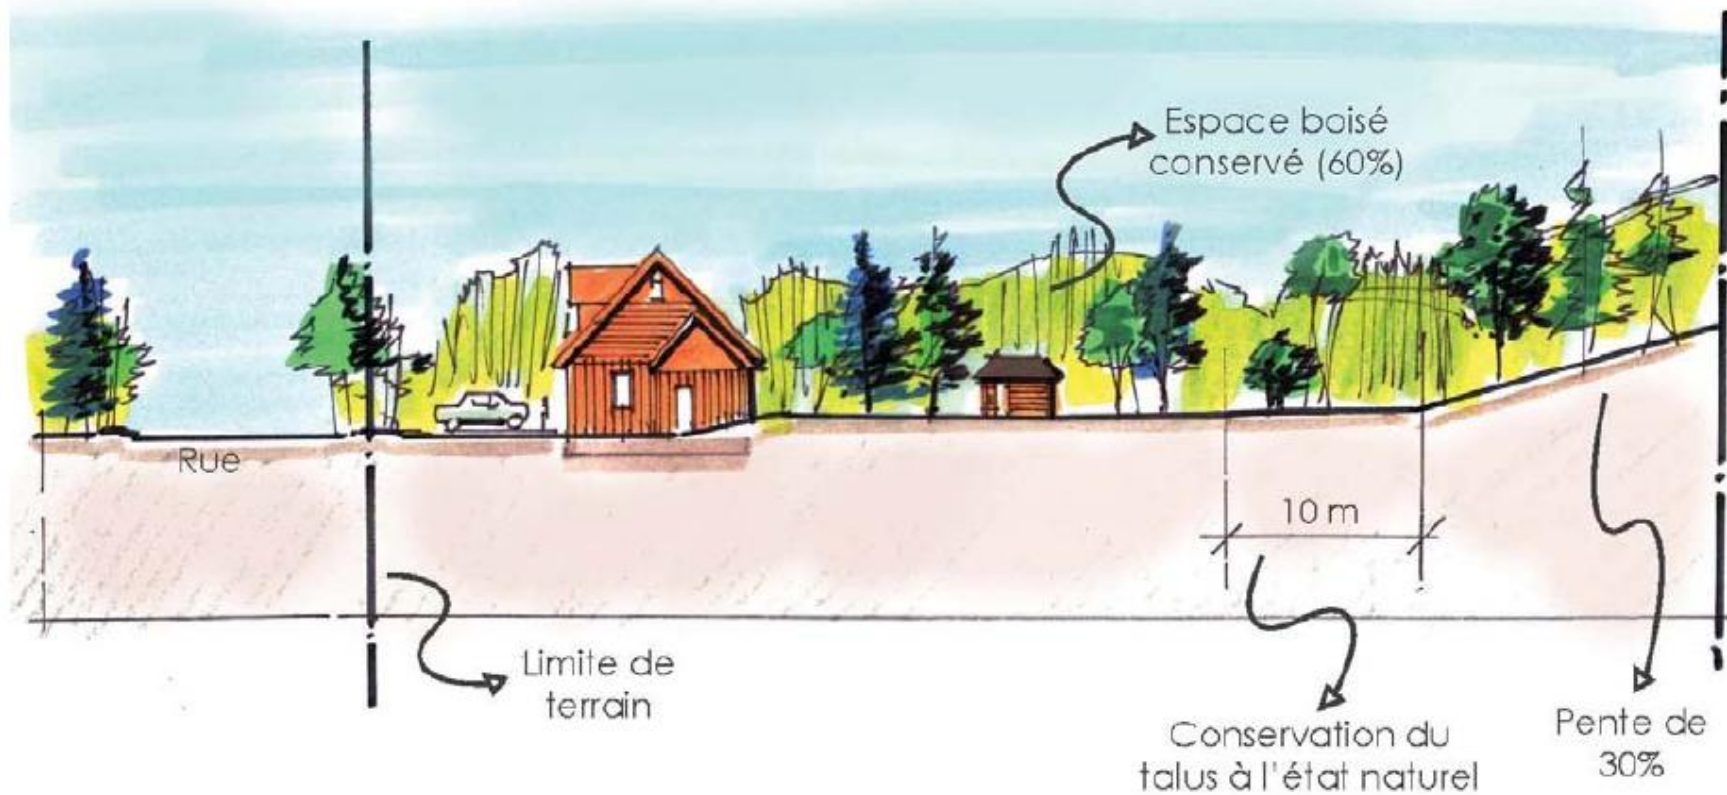 Espace boisé
conservé (60%)
Rue
10 m
Limite de
terrain
Conservation du
talus à l'état naturel
Pente de
30%